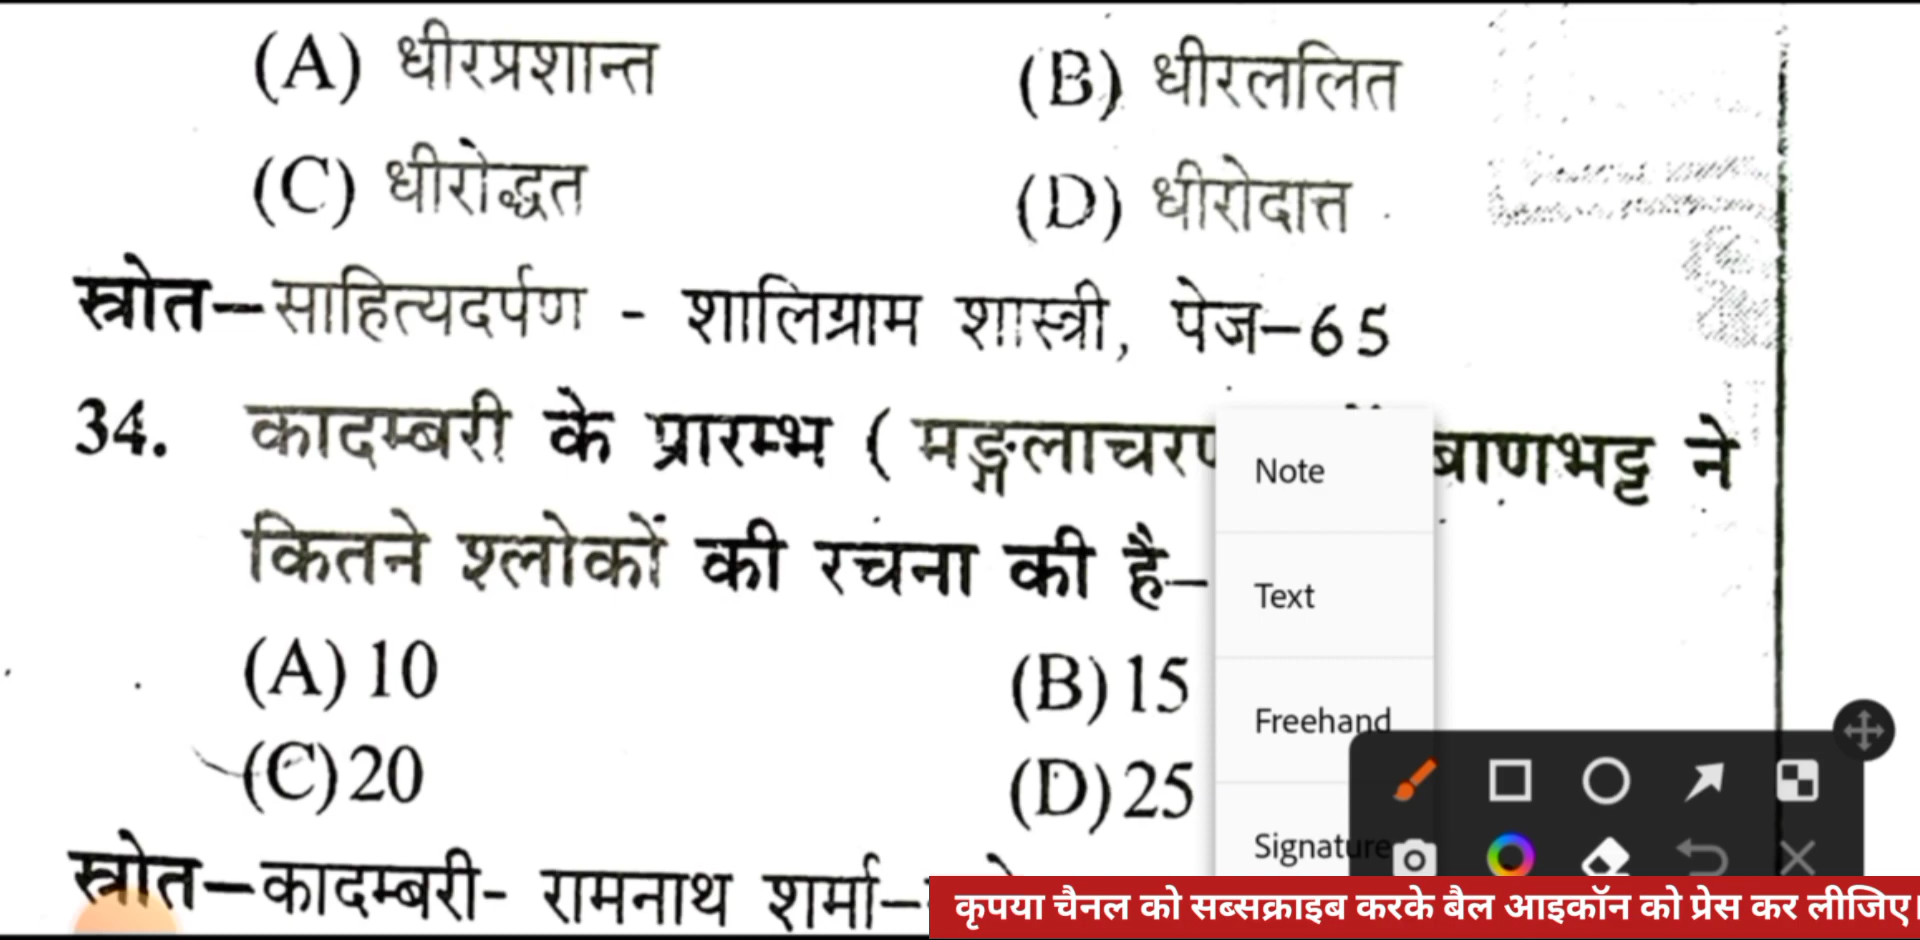 (A) धीरप्रशान्त (B) धीरललित
(C) धीरोद्धत (D) धीरोदात्त
स्त्रोत–साहित्यदर्पण - शालिग्राम शास्त्री, पेज–65
34. कादम्बरी के प्रारम्भ ( मङ्गलाचरण बाणभट्ट ने
कितने श्लोकों की रचना की है–
(A) 10 (B) 15
(C) 20 (D) 25
स्त्रोत–कादम्बरी- रामनाथ शर्मा–
Note
Text
Freehand
Signature
कृपया चैनल को सब्सक्राइब करके बैल आइकॉन को प्रेस कर लीजिए।